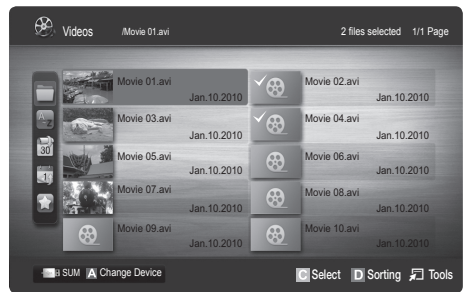 Videos /Movie 01.avi 2 files selected 1/1 Page
Movie 01.avi
Jan.10.2010
Movie 02.avi
Jan.10.2010
Movie 03.avi
Jan.10.2010
Movie 04.avi
Jan.10.2010
Movie 05.avi
Jan.10.2010
Movie 06.avi
Jan.10.2010
Movie 07.avi
Jan.10.2010
Movie 08.avi
Jan.10.2010
Movie 09.avi
Jan.10.2010
Movie 10.avi
Jan.10.2010
SUM A Change Device C Select D Sorting Tools